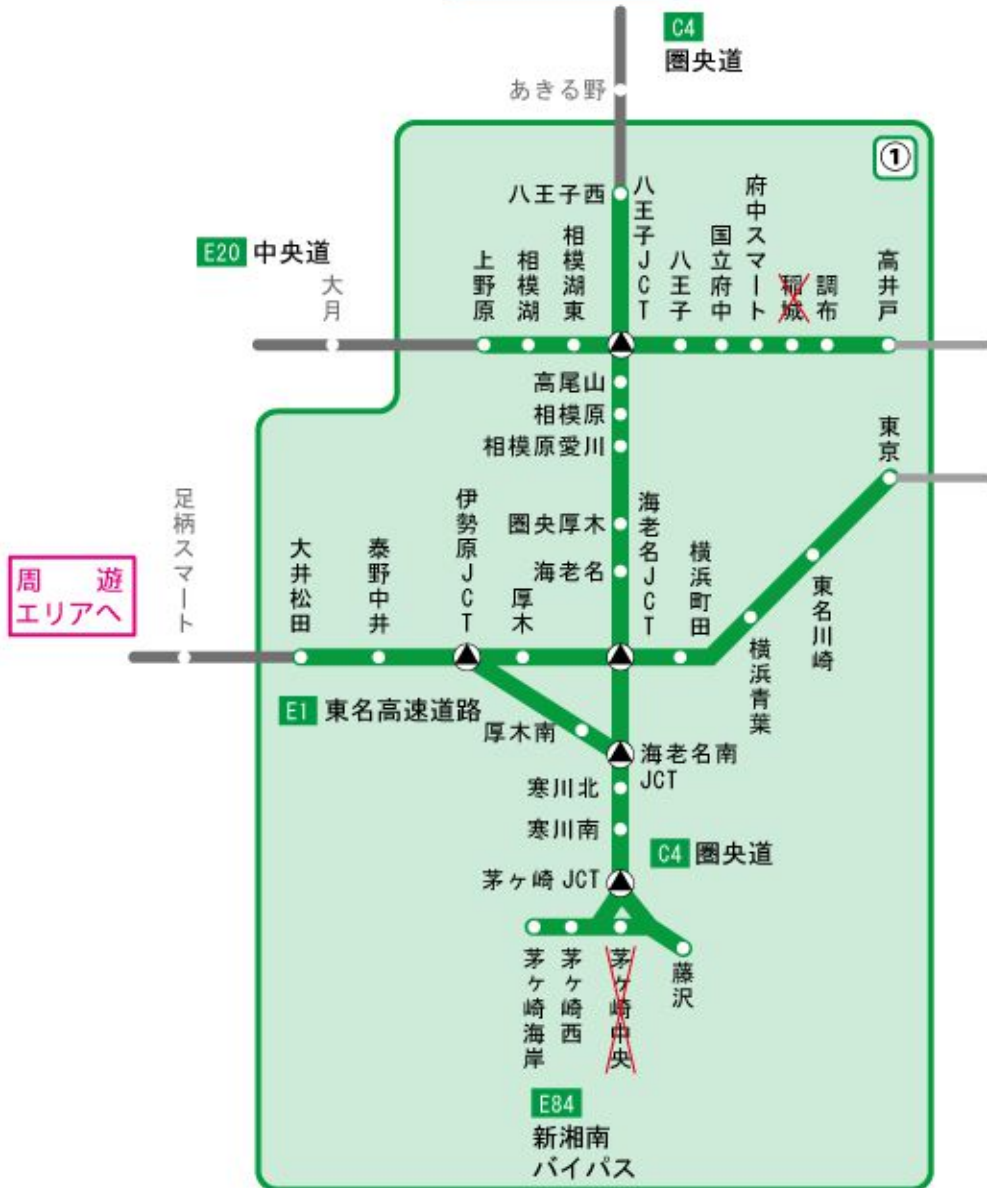 C4
圏央道
あきる野
①
八王子西
八王子JCT
府中スマート
E20 中央道
大月
上野原
相模湖
相模湖東
八王子
国立府中
稲城
調布
高井戸
高尾山
相模原
相模原愛川
東京
足柄スマート
周遊
エリアへ
大井松田
秦野中井
伊勢原JCT
厚木
圏央厚木
海老名
海老名JCT
横浜町田
東名川崎
横浜青葉
E1 東名高速道路
厚木南
海老名南
JCT
寒川北
寒川南
C4 圏央道
茅ヶ崎 JCT
茅ヶ崎海岸
茅ヶ崎西
茅ヶ崎中央
藤沢
E84
新湘南
バイパス